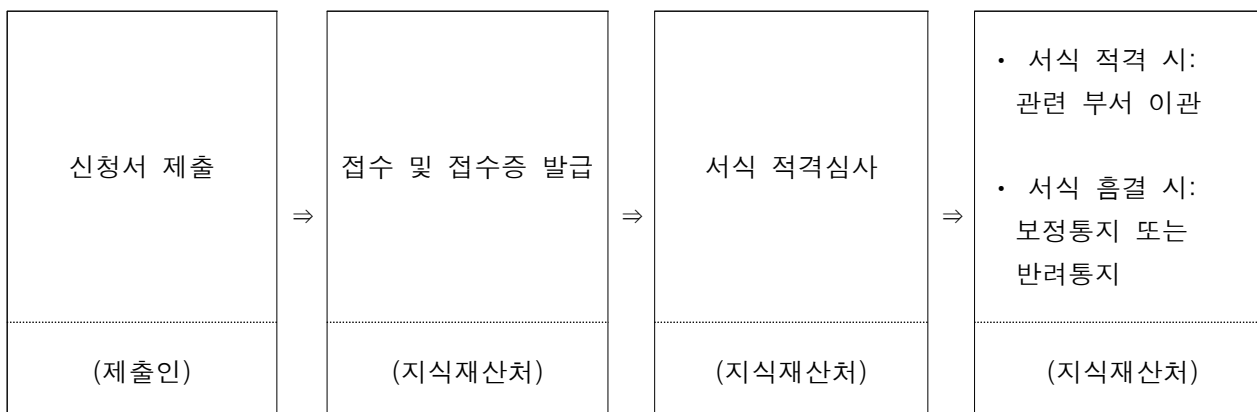 신청서 제출
(제출인)
⇒
접수 및 접수증 발급
(지식재산처)
⇒
서식 적격심사
(지식재산처)
⇒
• 서식 적격 시:
관련 부서 이관
• 서식 흠결 시:
보정통지 또는
반려통지
(지식재산처)